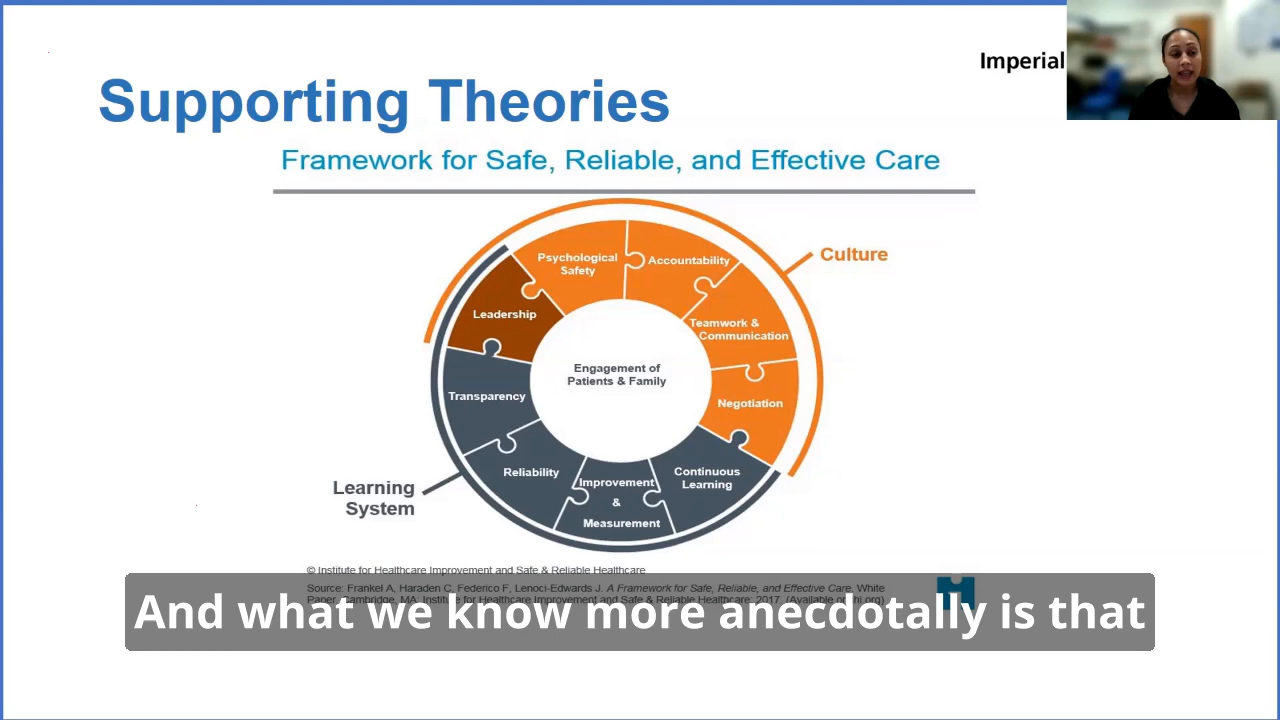 Imperial
Supporting Theories
Framework for Safe, Reliable, and Effective Care
Culture
Psychological
Safety
Accountability
Leadership
Teamwork &
Communication
Engagement of
Patients & Family
Transparency
Negotiation
Reliability
Continuous
Learning
Improvement
&
Measurement
Learning
System
© Institute for Healthcare Improvement and Safe & Reliable Healthcare
Source: Frankel A, Haraden C, Federico F, Lenoci-Edwards J. A Framework for Safe, Reliable, and Effective Care. White
Paper. Cambridge, MA: Institute for Healthcare Improvement and Safe & Reliable Healthcare; 2017. (Available on ihi.org)
And what we know more anecdotally is that